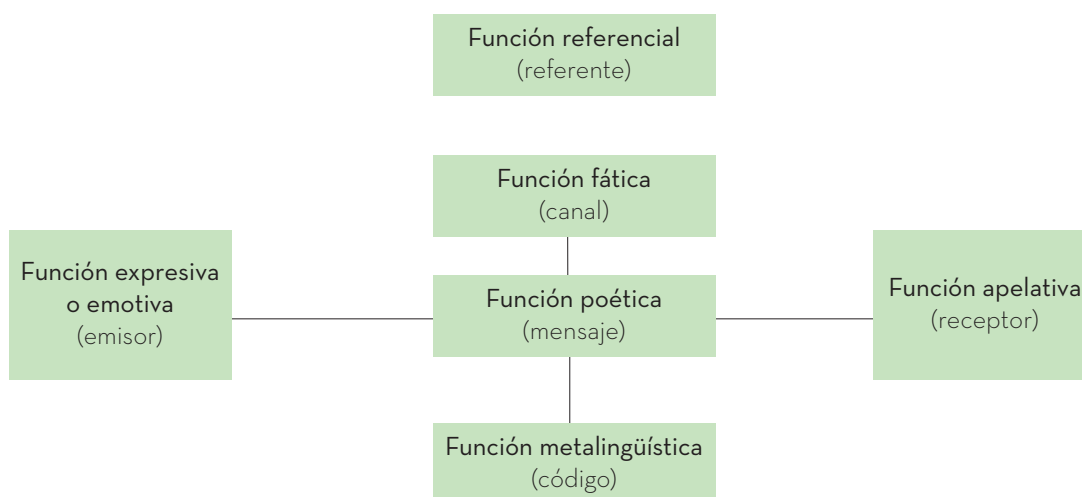 Función referencial
(referente)
Función fática
(canal)
Función expresiva
o emotiva
(emisor)
Función poética
(mensaje)
Función apelativa
(receptor)
Función metalingüística
(código)